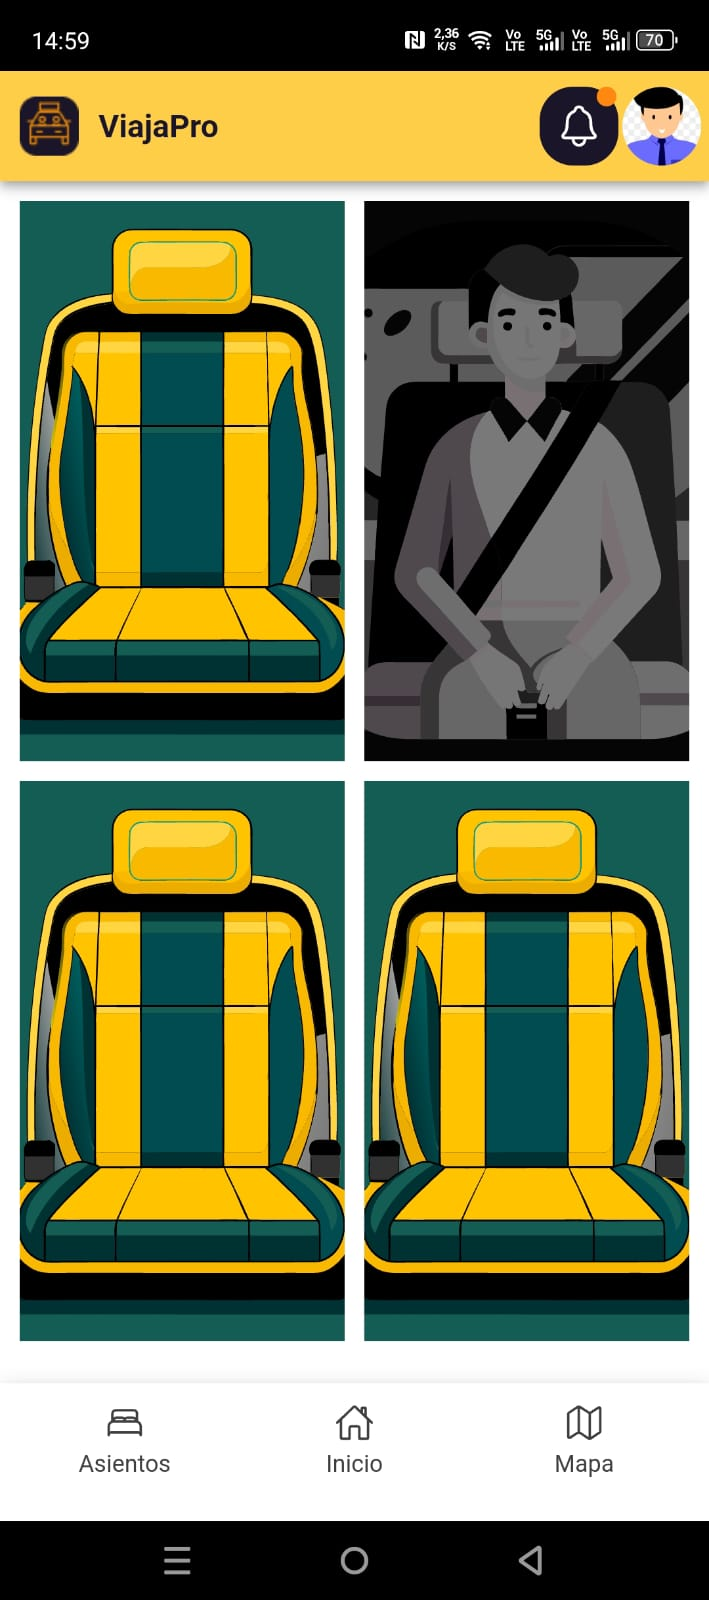 14:59
2,36 K/S
Vo LTE
5G
Vo LTE
5G
70
ViajaPro
Asientos
Inicio
Mapa